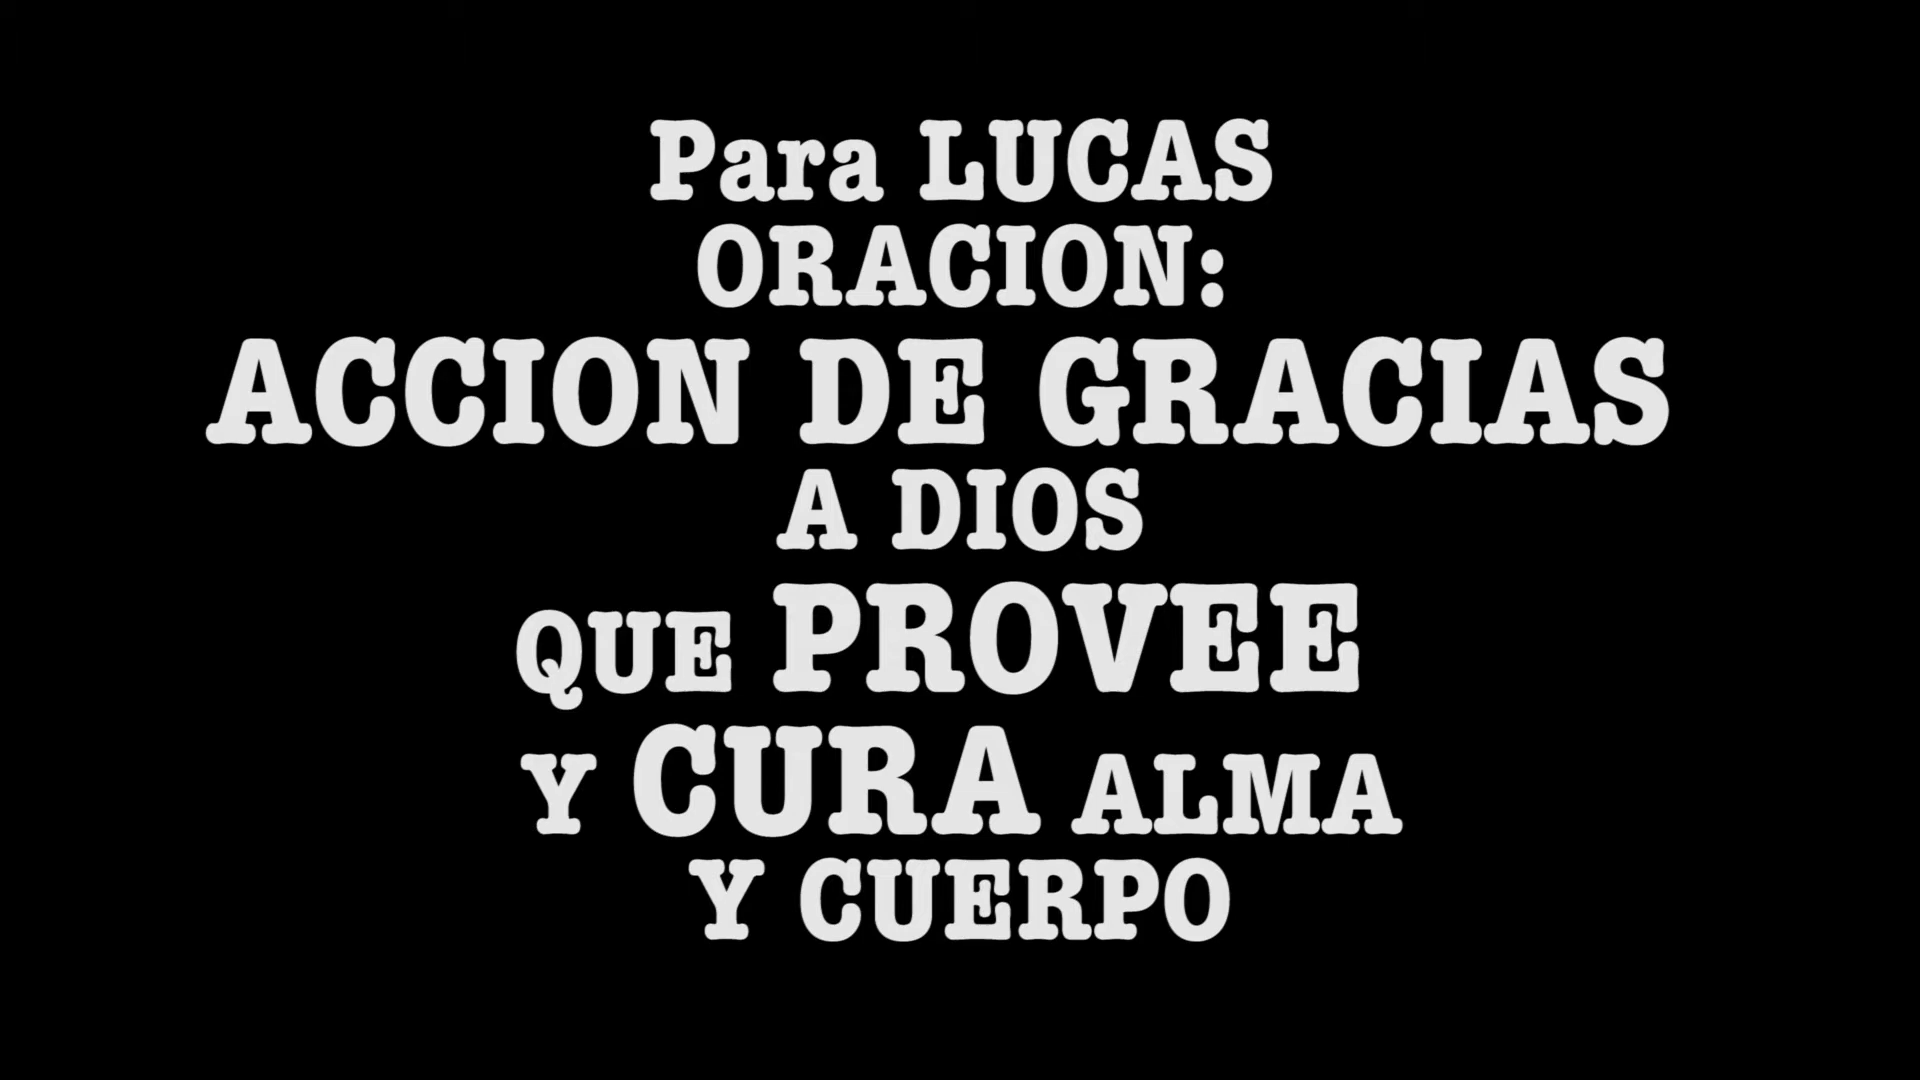 Para LUCAS
ORACION:
ACCION DE GRACIAS
A DIOS
QUE PROVEE
Y CURA ALMA
Y CUERPO